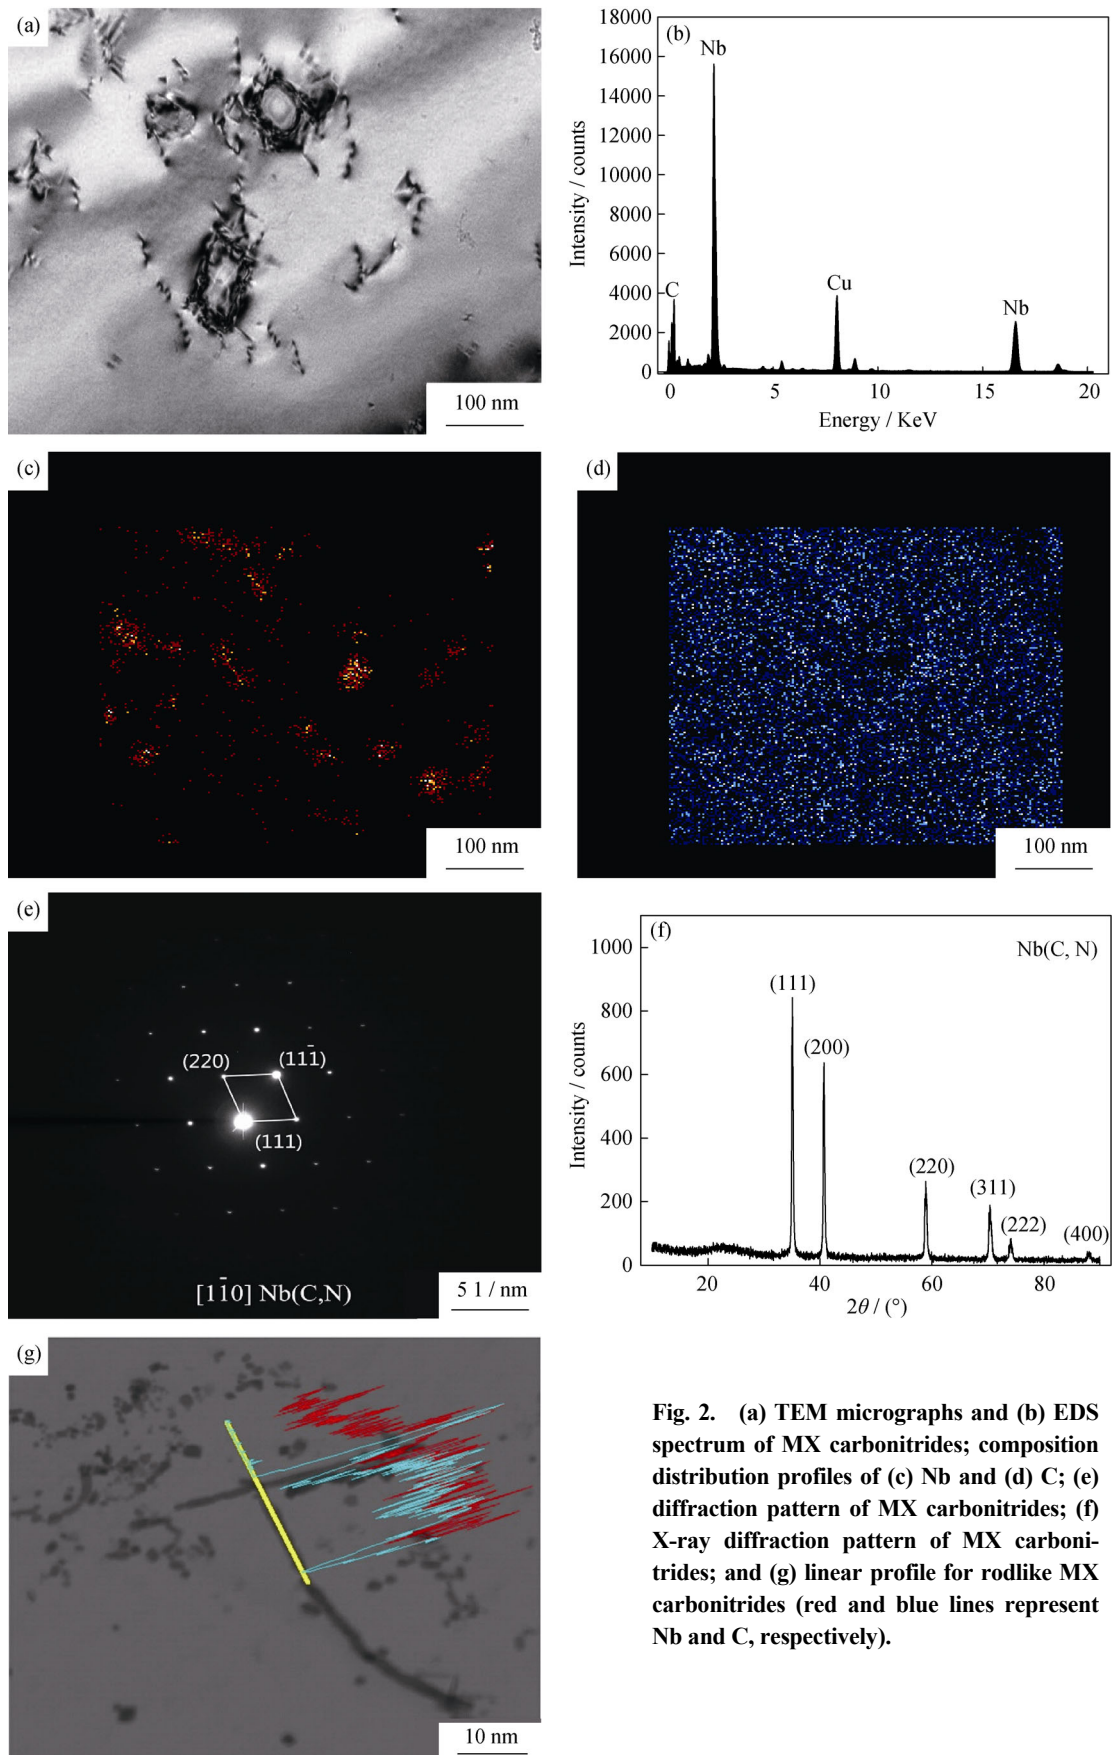 (a)
100 nm
(b)
18000
16000
14000
12000
10000
8000
6000
4000
2000
0
Intensity / counts
Nb
C
Cu
Nb
0
5
10
15
20
Energy / KeV
(c)
100 nm
(d)
100 nm
(e)
(220)
(111̄)
(111)
[11̄0] Nb(C,N)
5 1 / nm
(f)
Nb(C, N)
1000
800
600
400
200
0
Intensity / counts
(111)
(200)
(220)
(311)
(222)
(400)
20
40
60
80
2θ / (°)
(g)
10 nm
Fig. 2. (a) TEM micrographs and (b) EDS
spectrum of MX carbonitrides; composition
distribution profiles of (c) Nb and (d) C; (e)
diffraction pattern of MX carbonitrides; (f)
X-ray diffraction pattern of MX carboni-
trides; and (g) linear profile for rodlike MX
carbonitrides (red and blue lines represent
Nb and C, respectively).